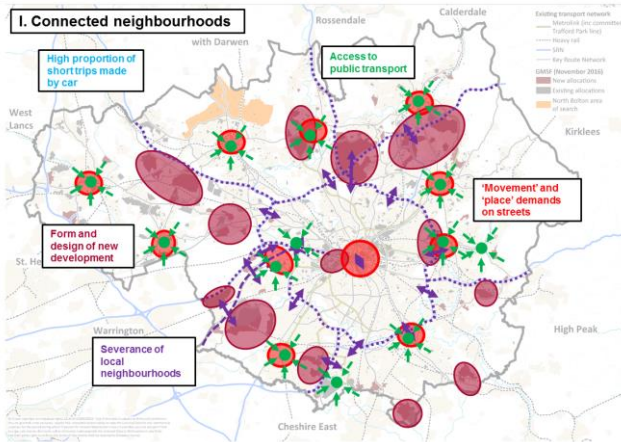 I. Connected neighbourhoods
Rossendale
Calderdale
with Darwen
Existing transport network
Metrolink (inc committed
Trafford Park line)
Heavy rail
SRN
Key Route Network
GMSF (November 2016)
New allocations
Existing allocations
North Bolton area
of search
High proportion of
short trips made
by car
Access to
public transport
West
Lancs
Kirklees
'Movement' and
'place' demands
on streets
Form and
design of new
development
St. He
Warrington
High Peak
Severance of
local
neighbourhoods
Cheshire East